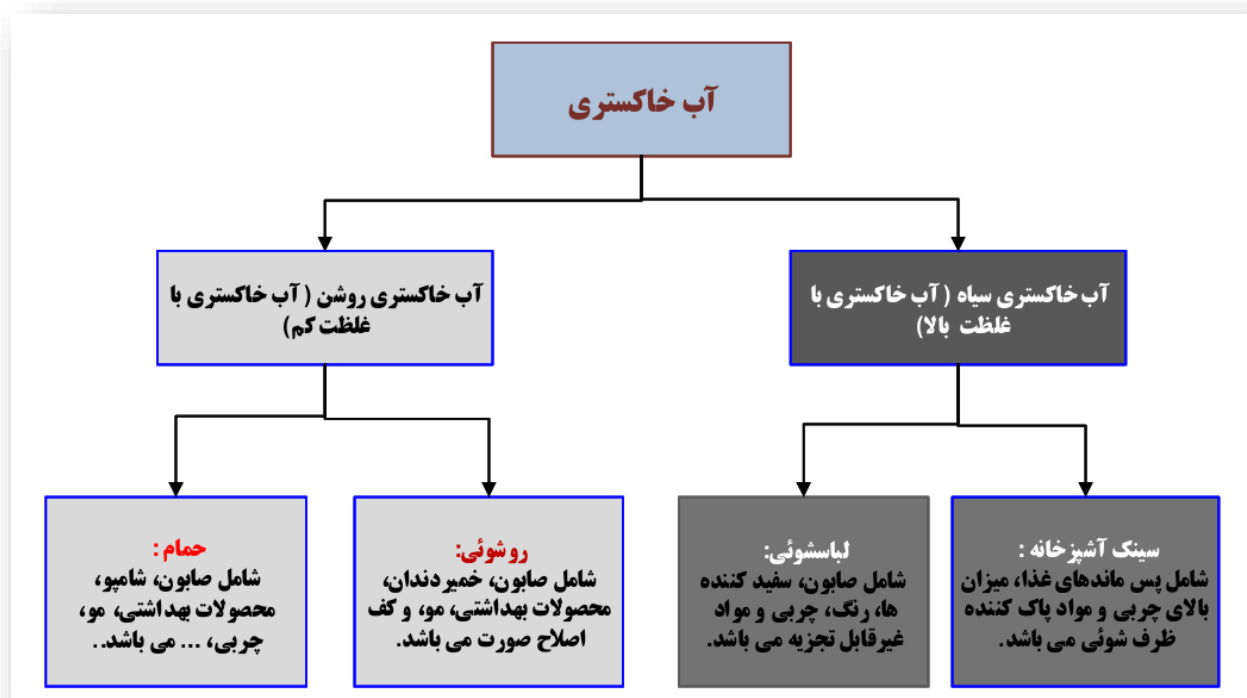 آب خاکستری
آب خاکستری سیاه ( آب خاکستری با
غلظت بالا)
آب خاکستری روشن ( آب خاکستری با
غلظت کم)
سینک آشپزخانه :
شامل پس ماندهای غذا، میزان
بالای چربی و مواد پاک کننده
ظرف شوئی می باشد.
لباسشوئی:
شامل صابون، سفید کننده
ها، رنگ، چربی و مواد
غیرقابل تجزیه می باشد.
روشوئی:
شامل صابون، خمیر دندان،
محصولات بهداشتی، مو، و کف
اصلاح صورت می باشد.
حمام :
شامل صابون، شامپو،
محصولات بهداشتی، مو،
چربی، ... می باشد..